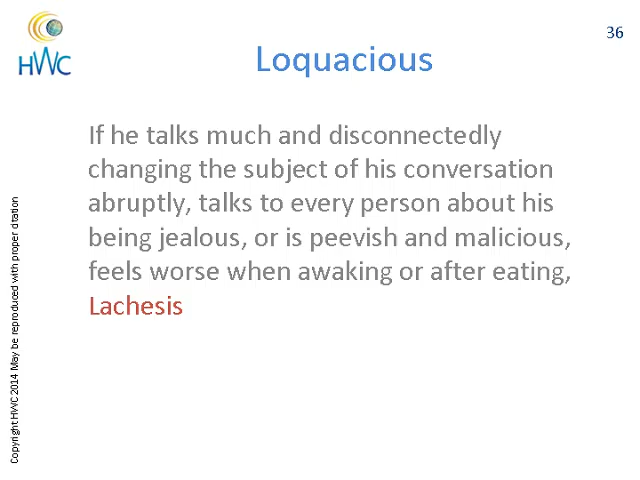 36
HWC
Loquacious
If he talks much and disconnectedly
changing the subject of his conversation
abruptly, talks to every person about his
being jealous, or is peevish and malicious,
feels worse when awaking or after eating,
Lachesis
Copyright HWC 2014 May be reproduced with proper citation